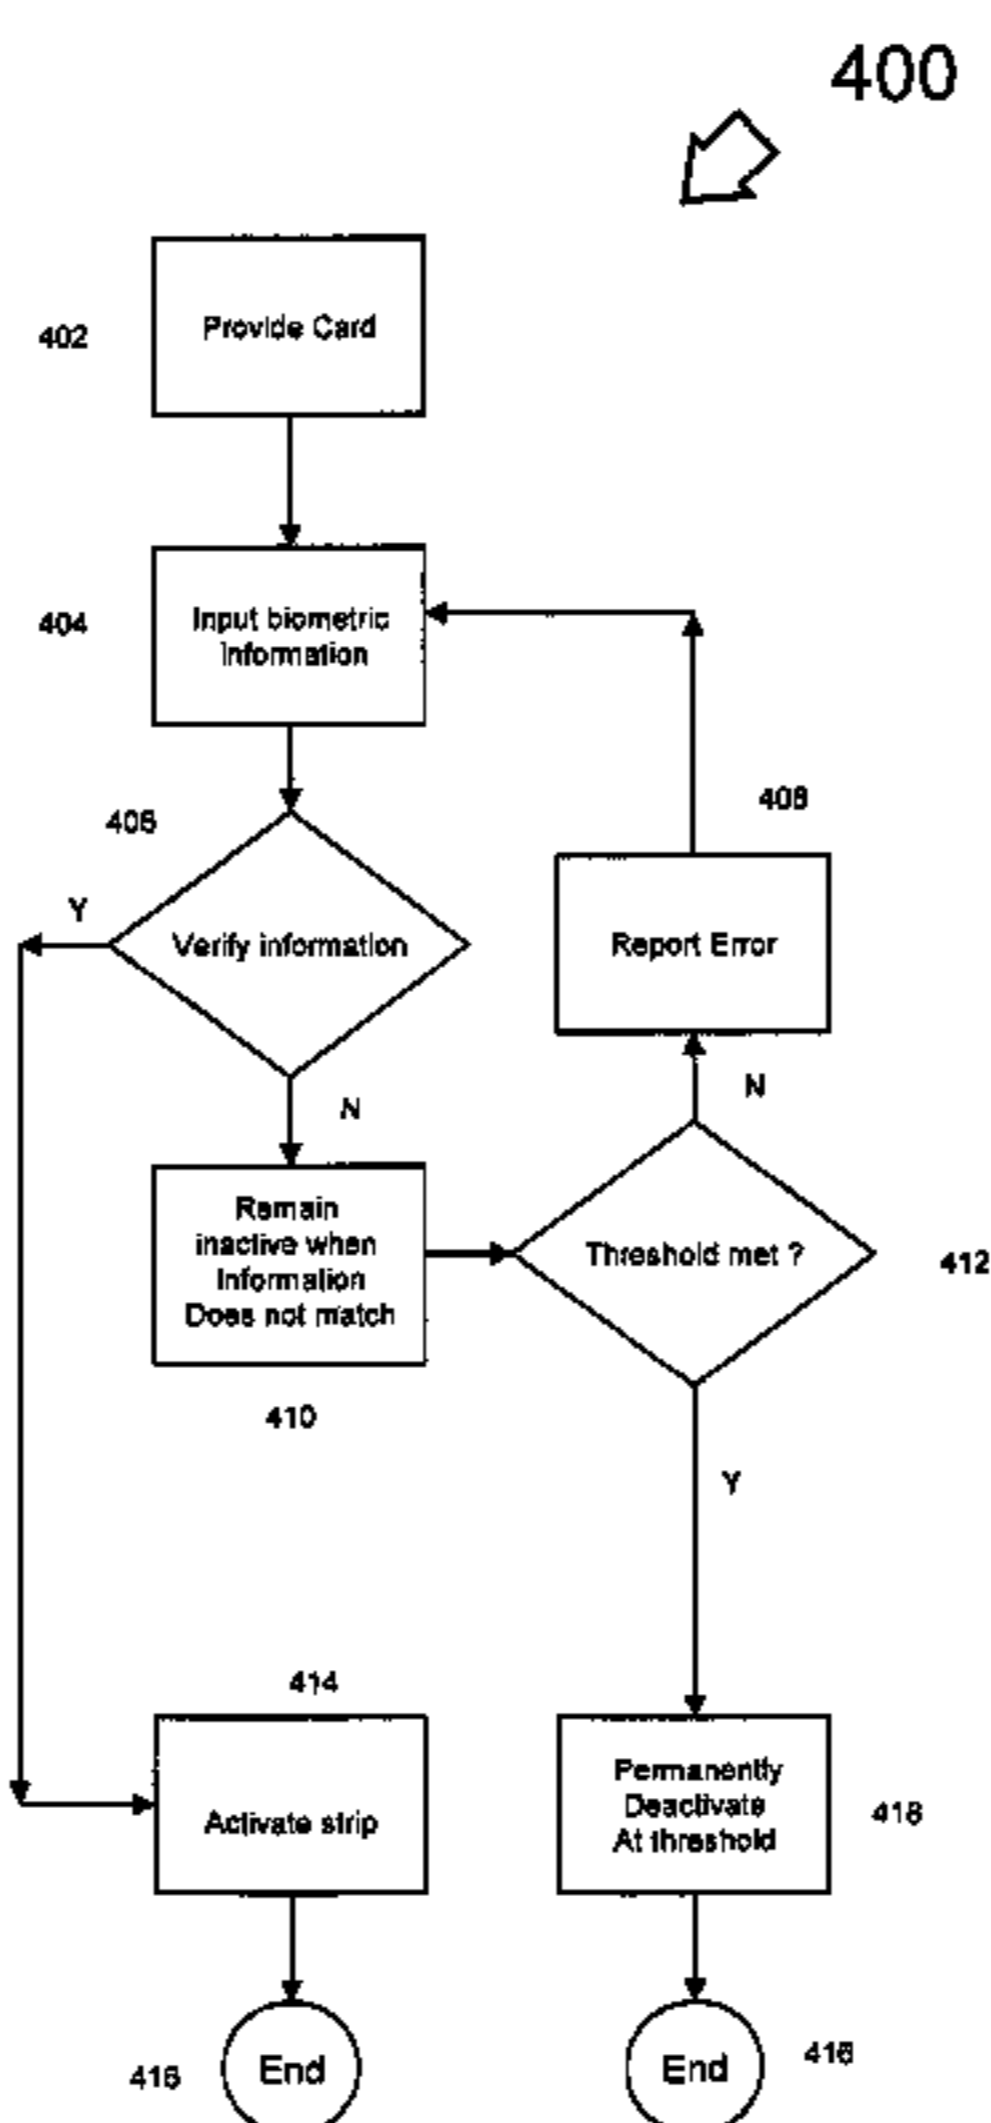 400
402
Provide Card
404
Input biometric
Information
406
408
Y
Verify information
Report Error
N
N
Remain
inactive when
Information
Does not match
Threshold met ?
412
410
Y
414
Activate strip
Permanently
Deactivate
At threshold
418
416
End
End
416